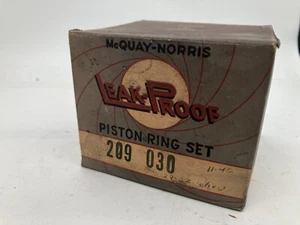 McQUAY-NORRIS
LEAK-PROOF
PISTON RING SET
209 030